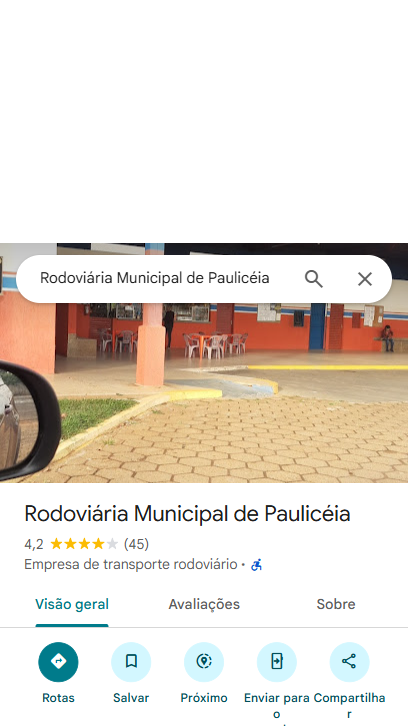 Rodoviária Municipal de Paulicéia
Rodoviária Municipal de Paulicéia
4,2 (45)
Empresa de transporte rodoviário ·
Visão geral Avaliações Sobre
Rotas Salvar Próximo Enviar para o Compartilhar